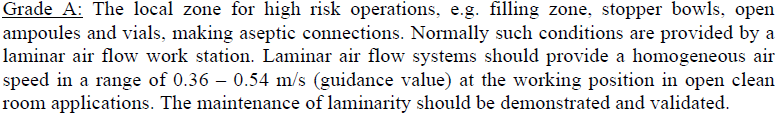 Grade A: The local zone for high risk operations, e.g. filling zone, stopper bowls, open
ampoules and vials, making aseptic connections. Normally such conditions are provided by a
laminar air flow work station. Laminar air flow systems should provide a homogeneous air
speed in a range of 0.36 – 0.54 m/s (guidance value) at the working position in open clean
room applications. The maintenance of laminarity should be demonstrated and validated.